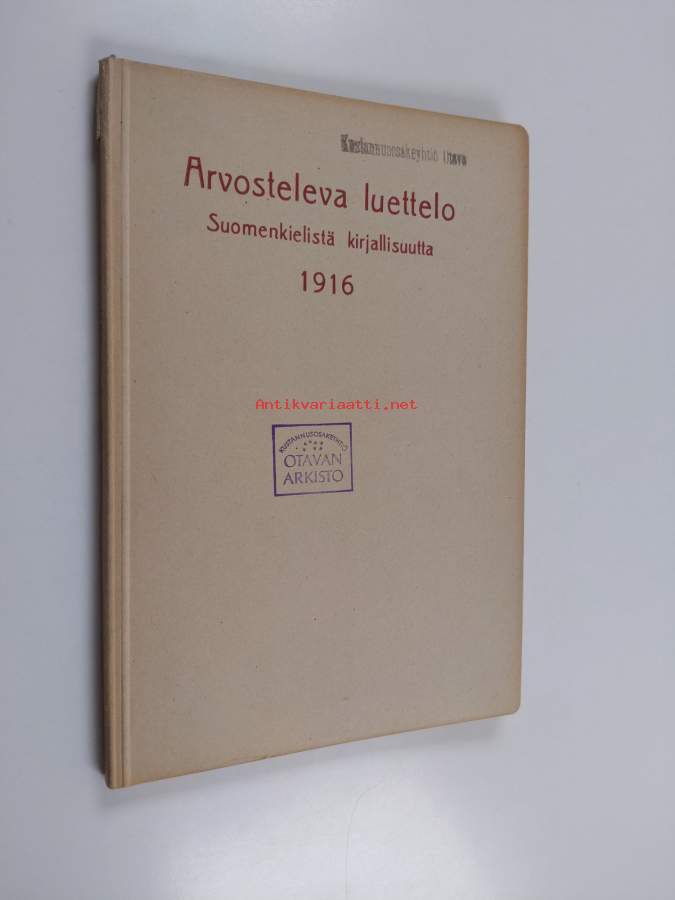 Kustannusosakeyhtiö Otava
Arvosteleva luettelo
Suomenkielistä kirjallisuutta
1916
Antikvariaatti.net
KUSTANNUSOSAKEYHTIÖ
OTAVAN
ARKISTO